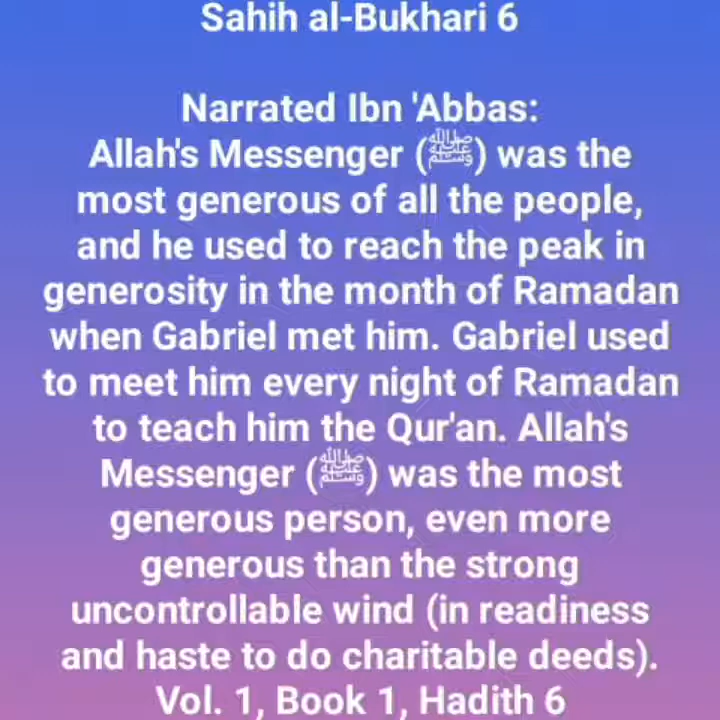 Sahih al-Bukhari 6
Narrated Ibn 'Abbas:
Allah's Messenger (ﷺ) was the
most generous of all the people,
and he used to reach the peak in
generosity in the month of Ramadan
when Gabriel met him. Gabriel used
to meet him every night of Ramadan
to teach him the Qur'an. Allah's
Messenger (ﷺ) was the most
generous person, even more
generous than the strong
uncontrollable wind (in readiness
and haste to do charitable deeds).
Vol. 1, Book 1, Hadith 6